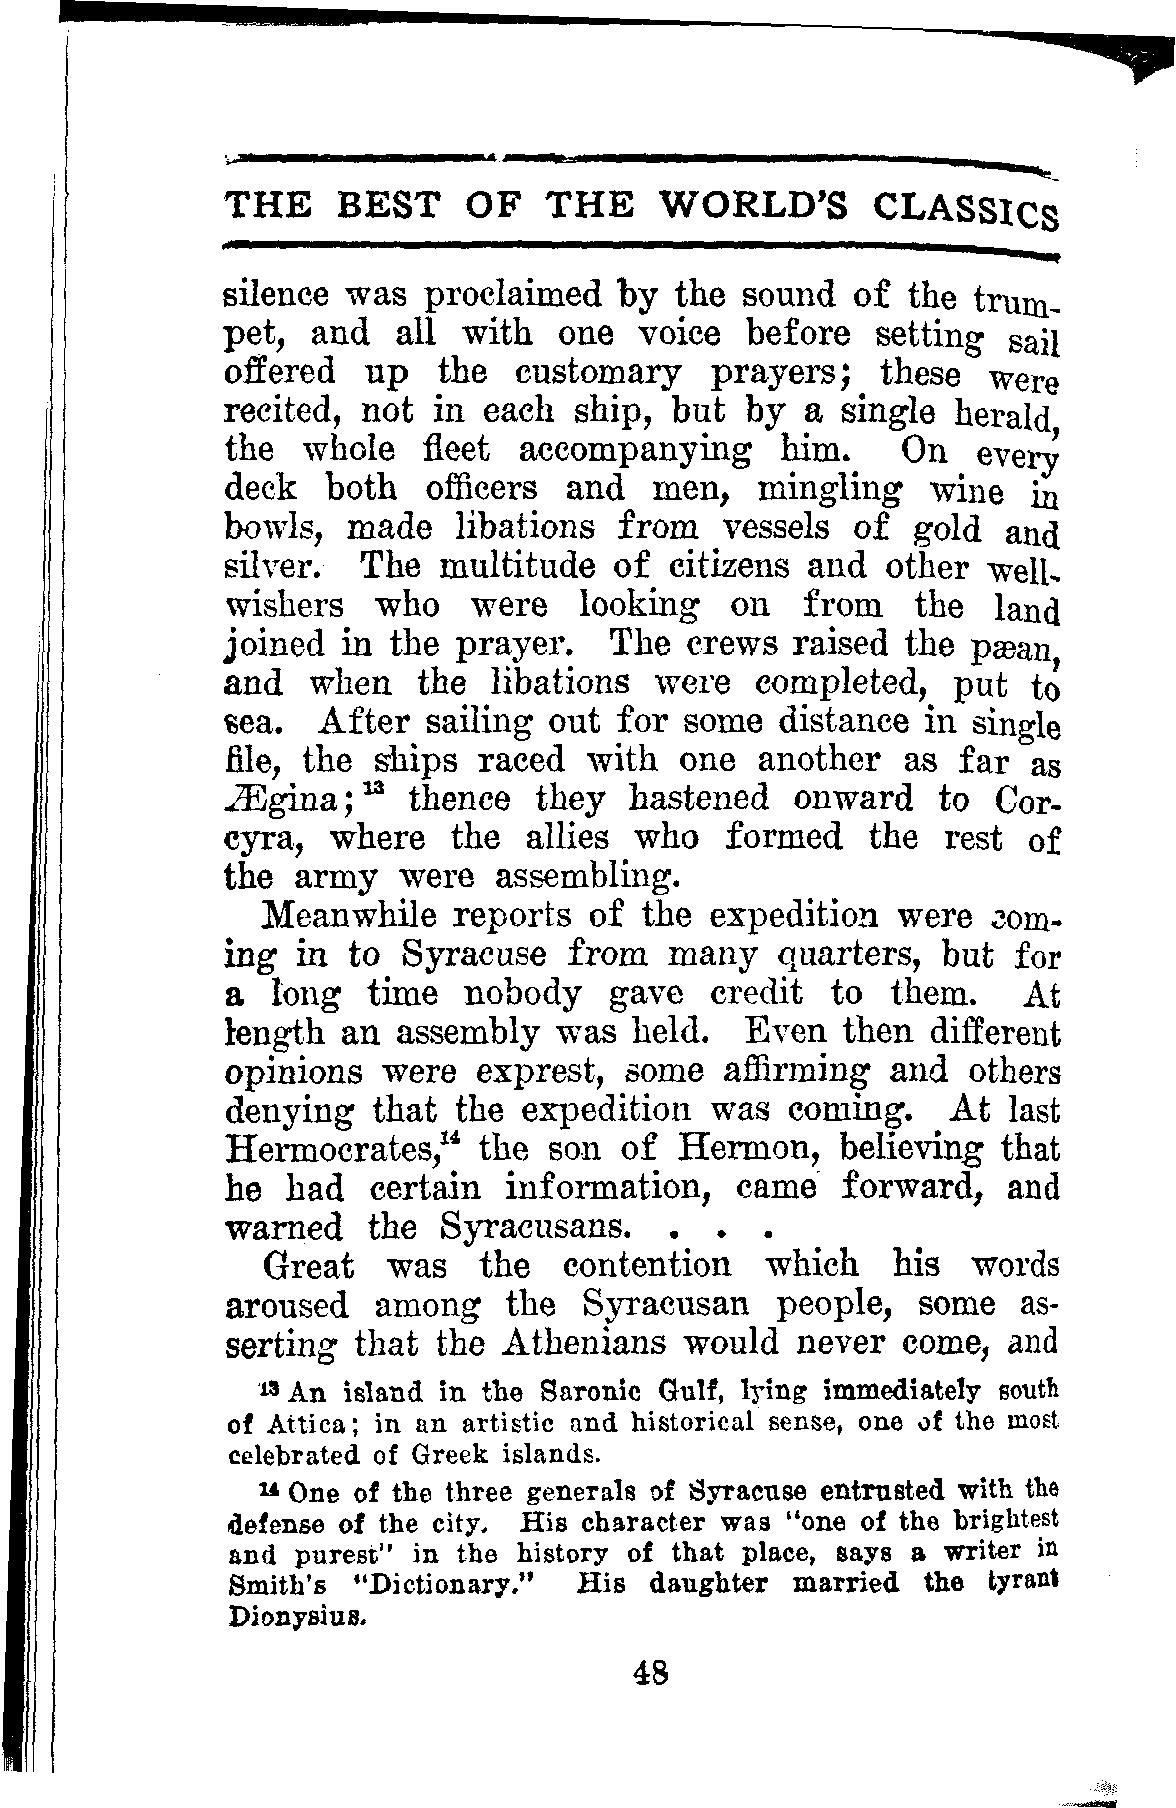 THE BEST OF THE WORLD'S CLASSICS
silence was proclaimed by the sound of the trum-
pet, and all with one voice before setting sail
offered up the customary prayers; these were
recited, not in each ship, but by a single herald,
the whole fleet accompanying him. On every
deck both officers and men, mingling wine in
bowls, made libations from vessels of gold and
silver. The multitude of citizens and other well-
wishers who were looking on from the land
joined in the prayer. The crews raised the pæan,
and when the libations were completed, put to
sea. After sailing out for some distance in single
file, the ships raced with one another as far as
Ægina;¹³ thence they hastened onward to Cor-
cyra, where the allies who formed the rest of
the army were assembling.
Meanwhile reports of the expedition were com-
ing in to Syracuse from many quarters, but for
a long time nobody gave credit to them. At
length an assembly was held. Even then different
opinions were exprest, some affirming and others
denying that the expedition was coming. At last
Hermocrates,¹⁴ the son of Hermon, believing that
he had certain information, came forward, and
warned the Syracusans. . . .
Great was the contention which his words
aroused among the Syracusan people, some as-
serting that the Athenians would never come, and
¹³ An island in the Saronic Gulf, lying immediately south
of Attica; in an artistic and historical sense, one of the most
celebrated of Greek islands.
¹⁴ One of the three generals of Syracuse entrusted with the
defense of the city. His character was "one of the brightest
and purest" in the history of that place, says a writer in
Smith's "Dictionary." His daughter married the tyrant
Dionysius.
48